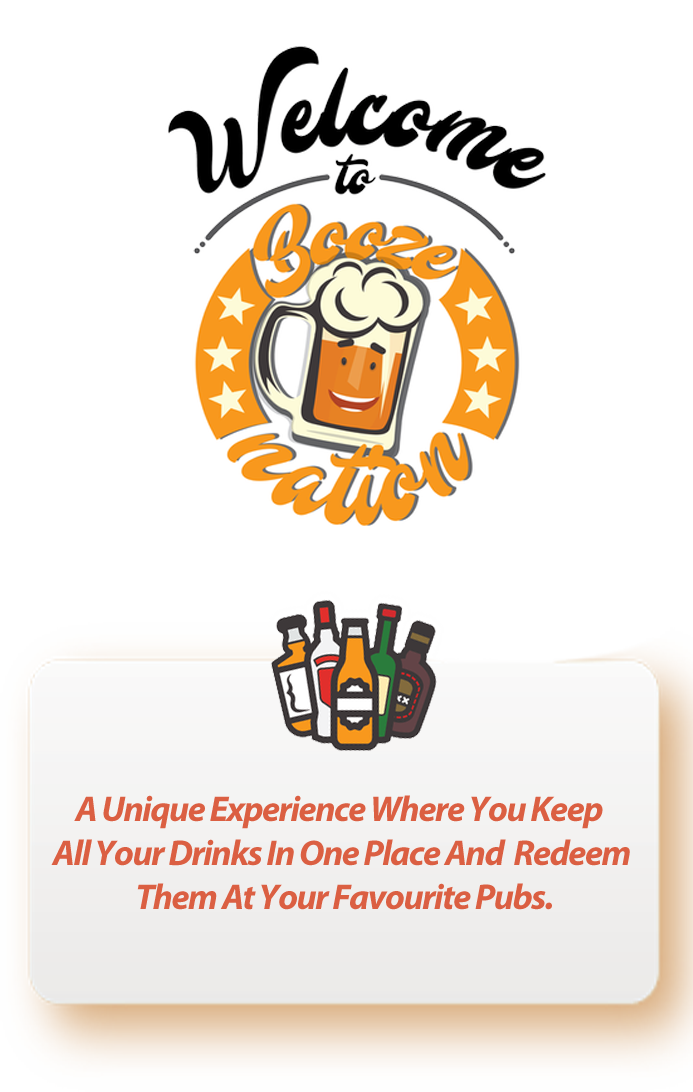 Welcome
to
Booze
nation
A Unique Experience Where You Keep
All Your Drinks In One Place And Redeem
Them At Your Favourite Pubs.